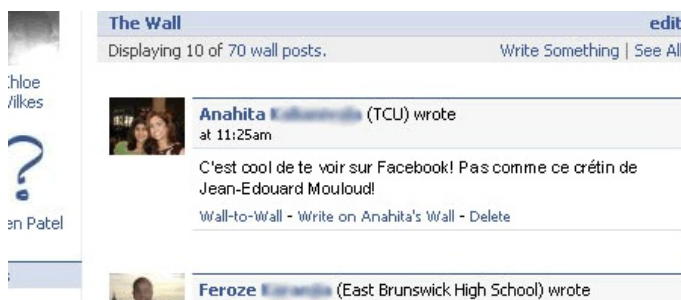 The Wall edit
Displaying 10 of 70 wall posts. Write Something | See All
Wilkes
Anahita (TCU) wrote
at 11:25am
C'est cool de te voir sur Facebook! Pas comme ce crétin de
Jean-Edouard Mouloud!
en Patel
Wall-to-Wall - Write on Anahita's Wall - Delete
Feroze (East Brunswick High School) wrote